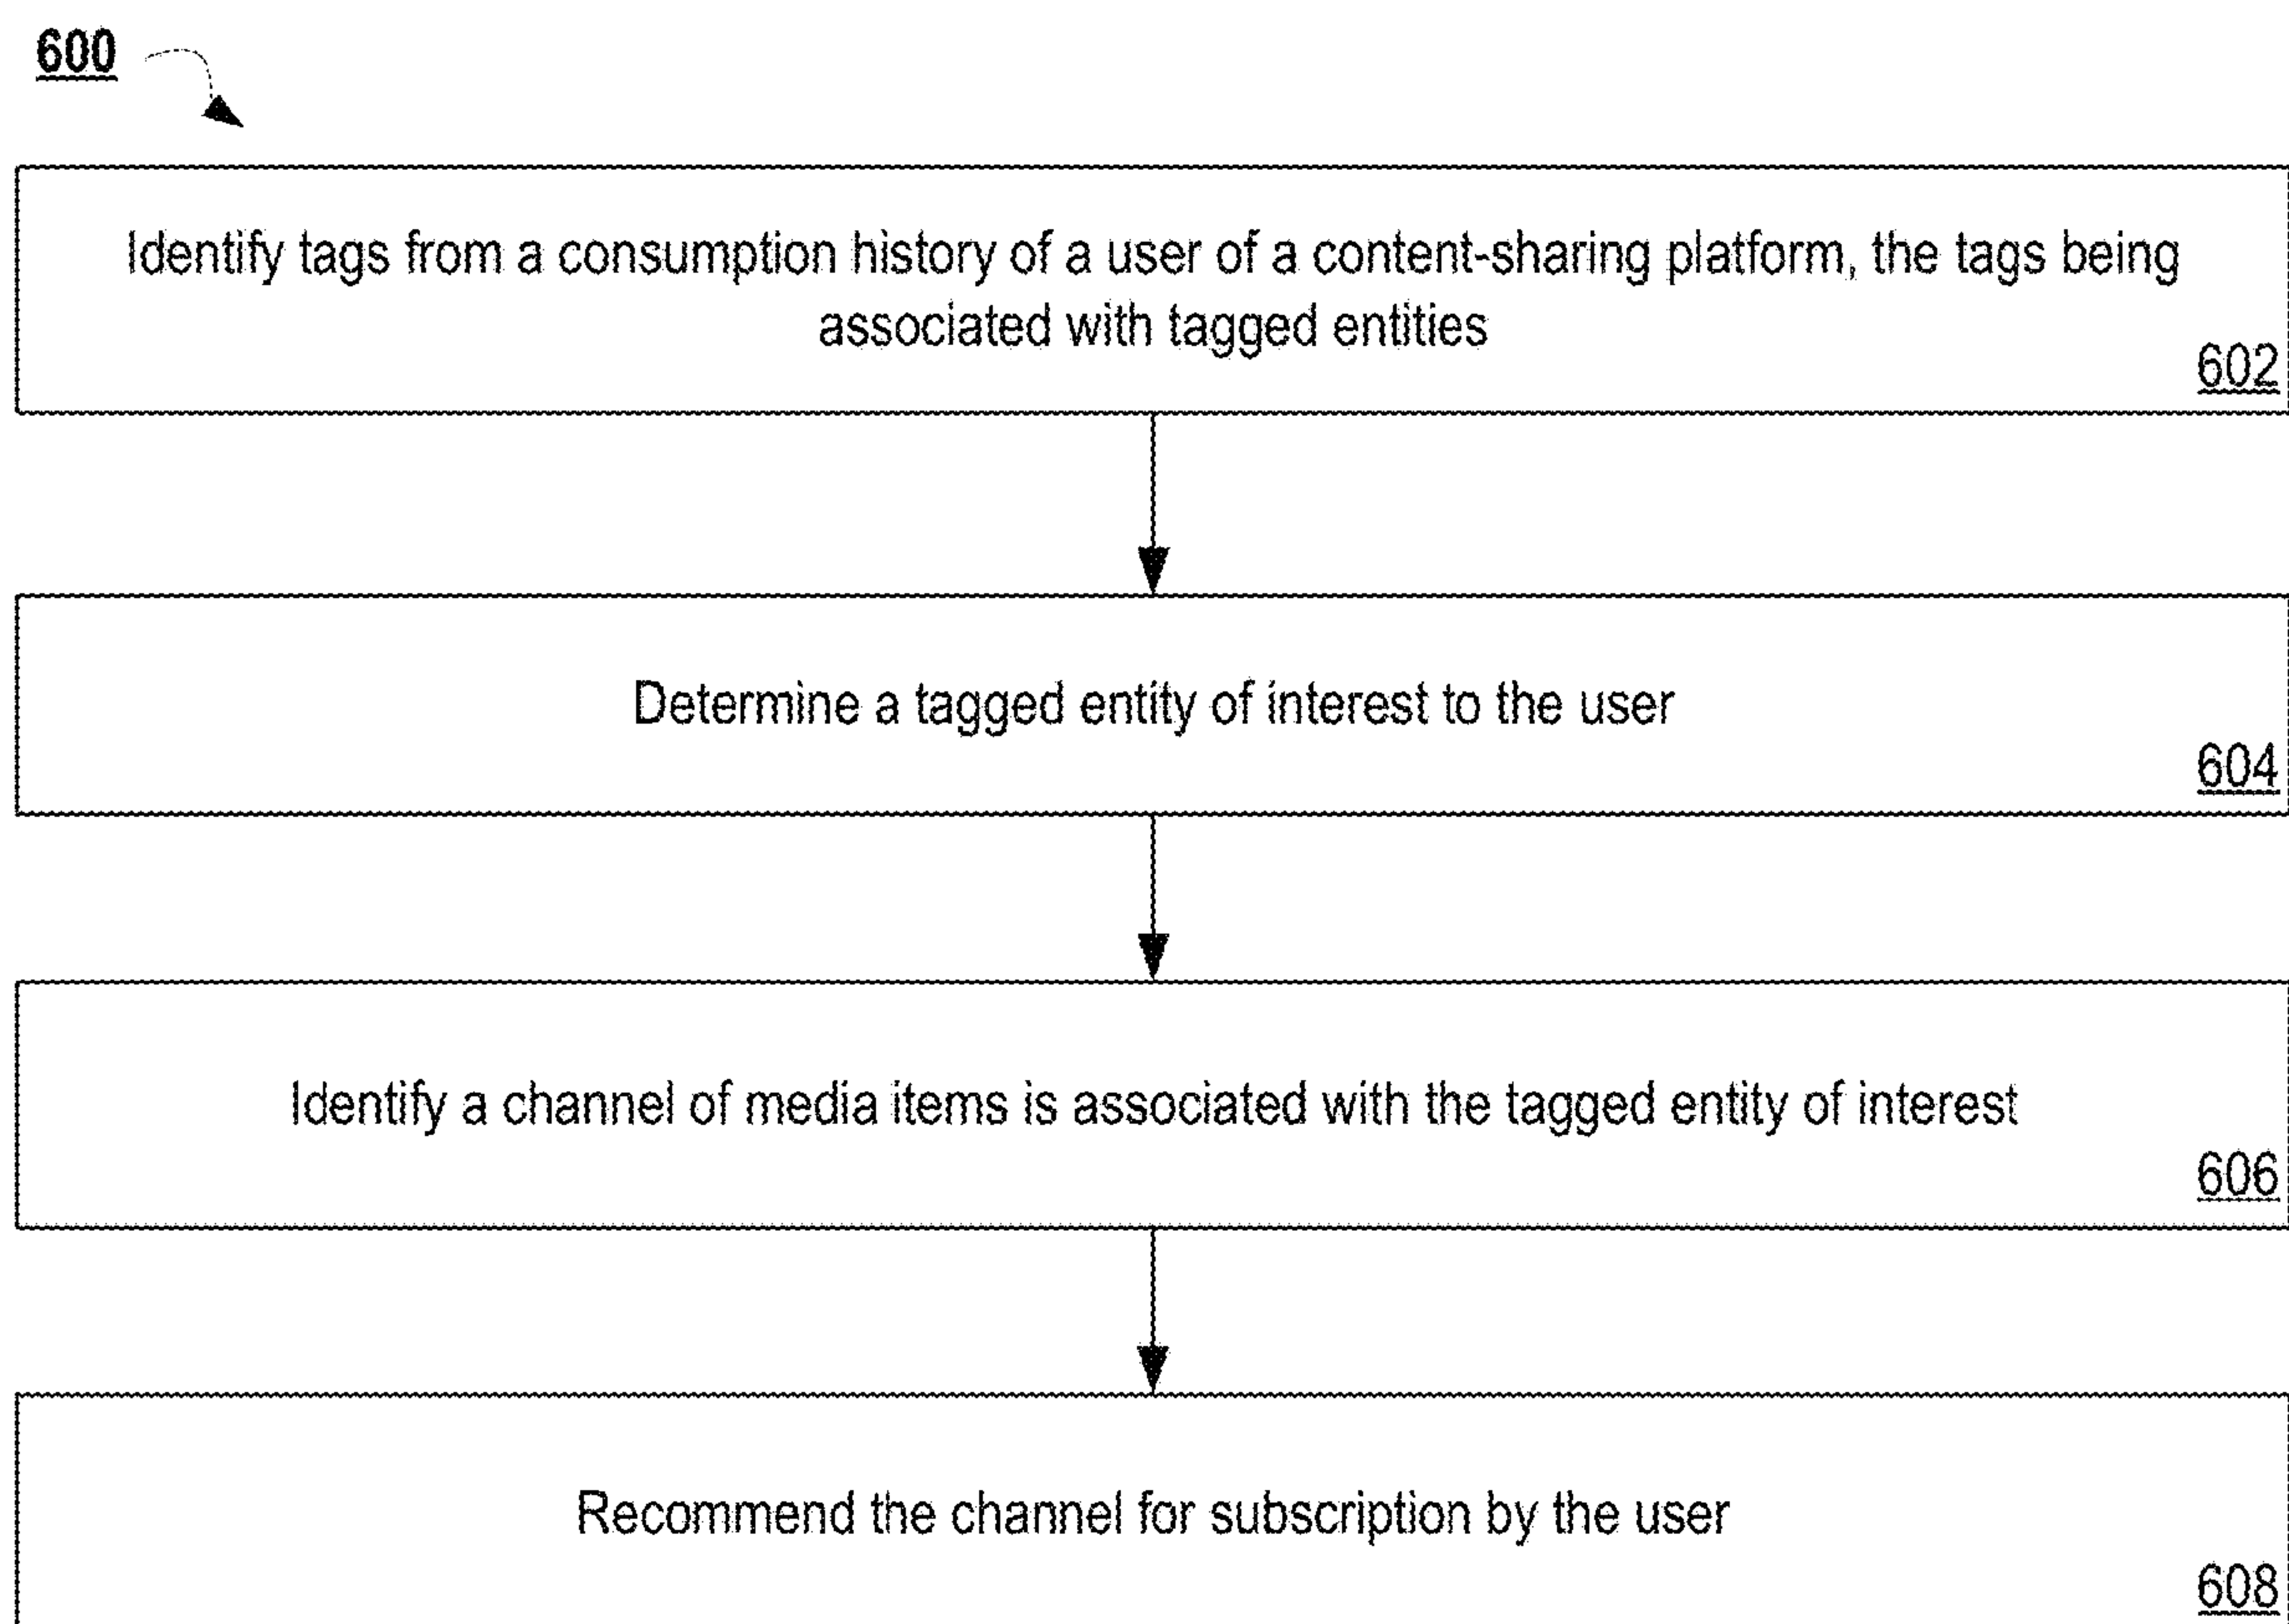 600
Identify tags from a consumption history of a user of a content-sharing platform, the tags being
associated with tagged entities
602
Determine a tagged entity of interest to the user
604
Identify a channel of media items is associated with the tagged entity of interest
606
Recommend the channel for subscription by the user
608